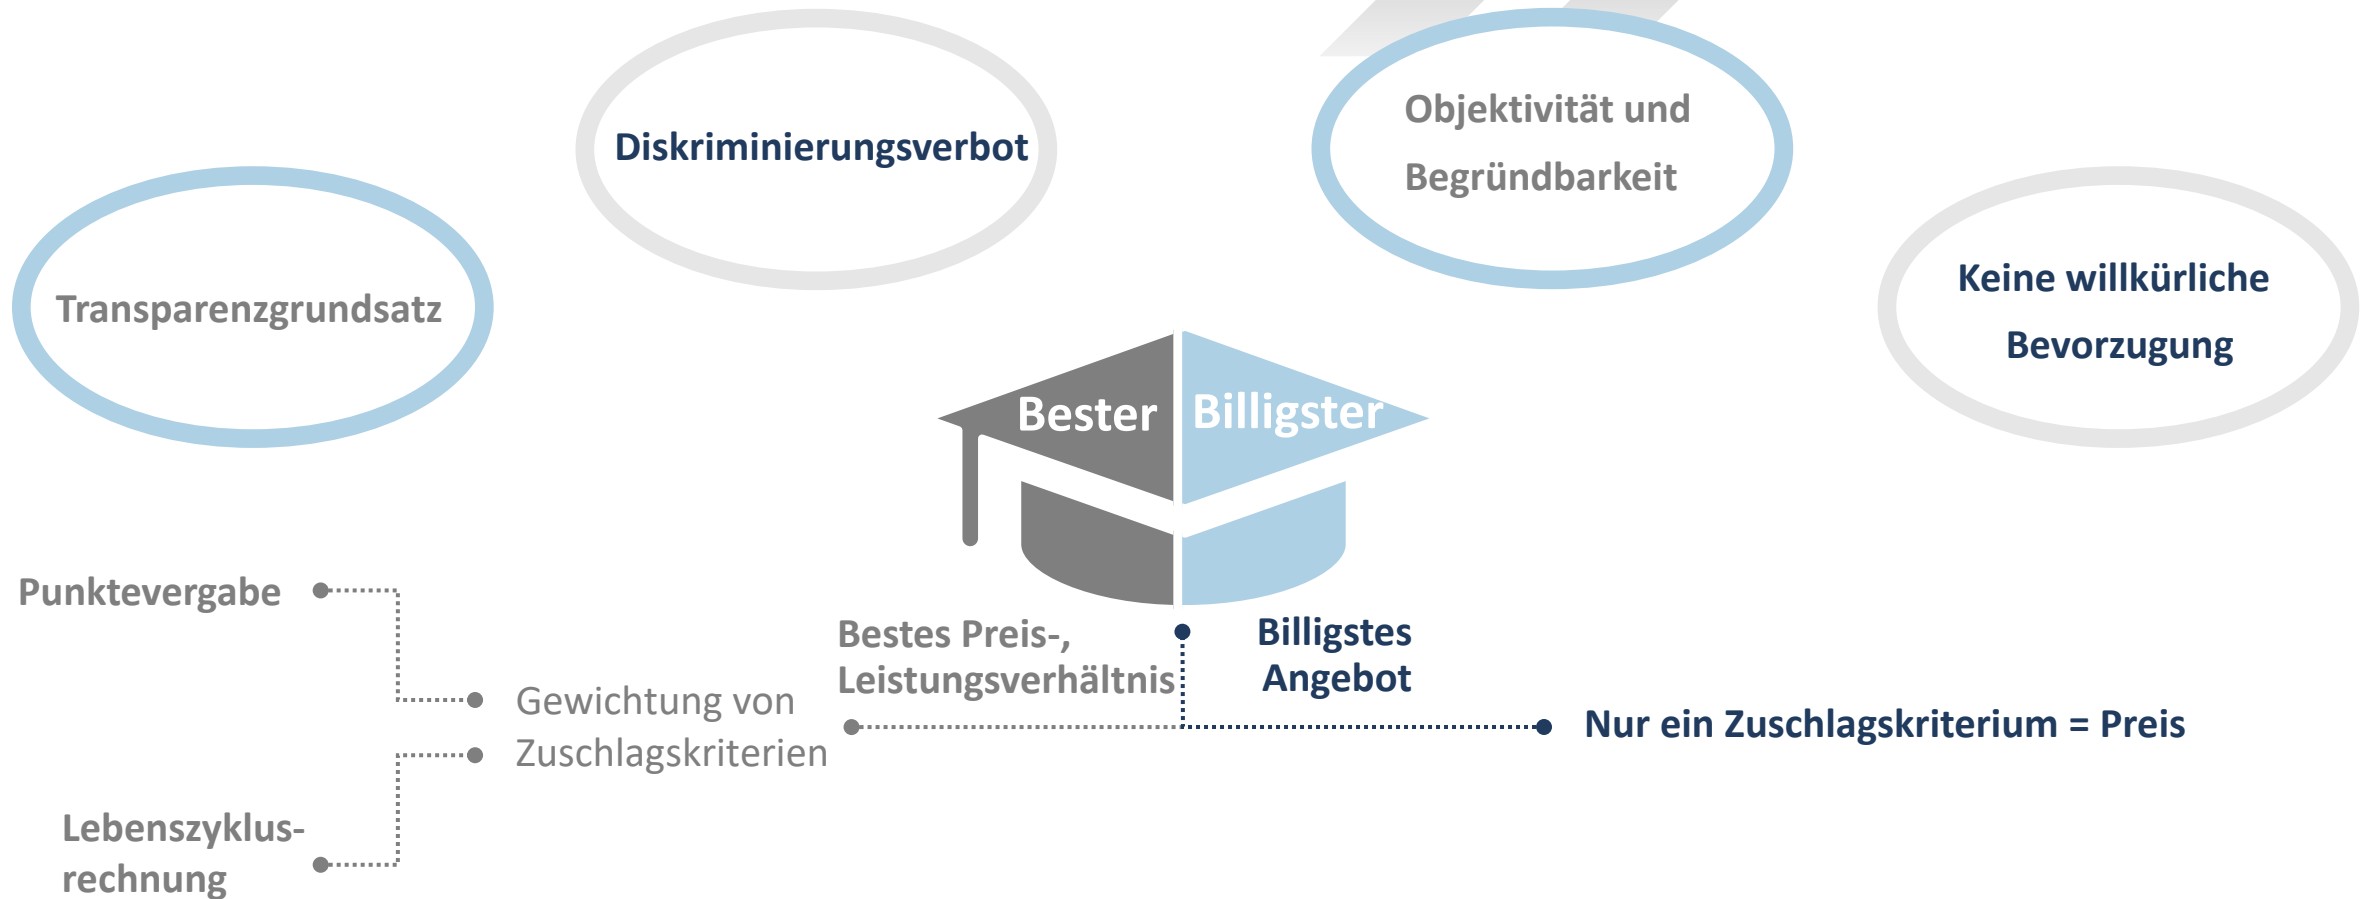 Diskriminierungsverbot
Objektivität und
Begründbarkeit
Transparenzgrundsatz
Keine willkürliche
Bevorzugung
Bester
Billigster
Punktevergabe
Gewichtung von
Zuschlagskriterien
Lebenszyklus-
rechnung
Bestes Preis-,
Leistungsverhältnis
Billigstes
Angebot
Nur ein Zuschlagskriterium = Preis